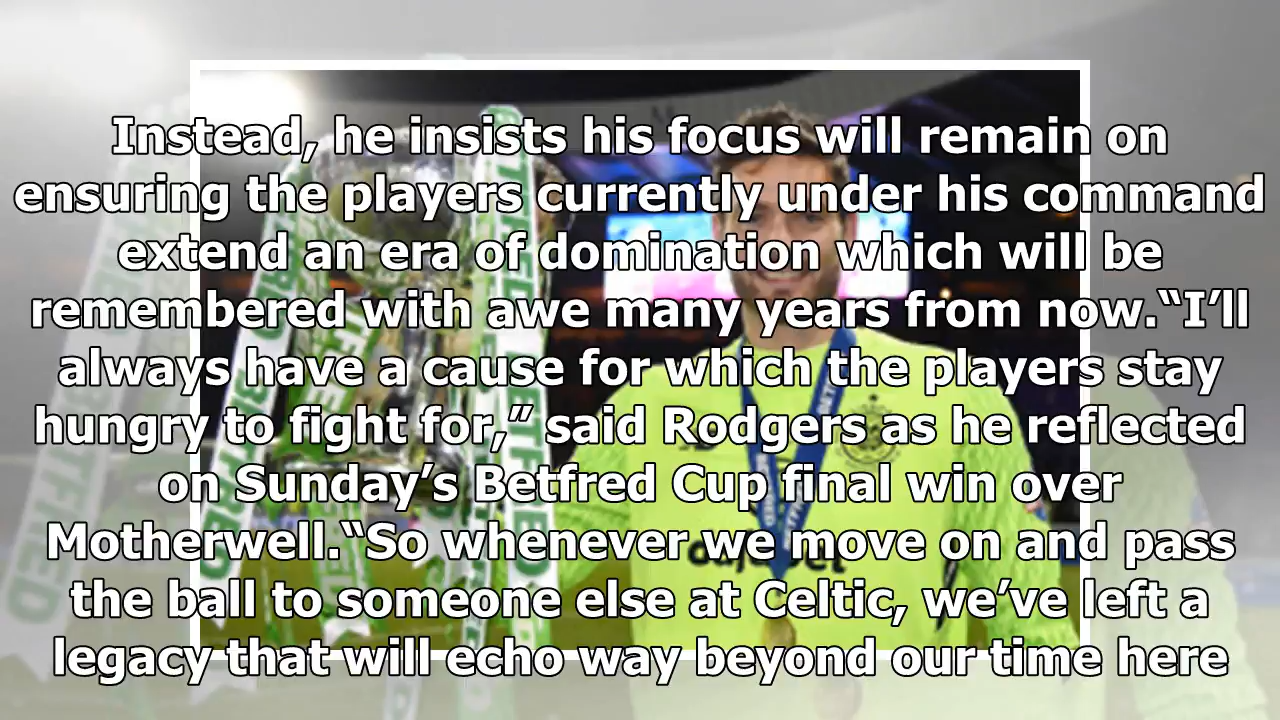 Instead, he insists his focus will remain on
ensuring the players currently under his command
extend an era of domination which will be
remembered with awe many years from now.“I’ll
always have a cause for which the players stay
hungry to fight for,” said Rodgers as he reflected
on Sunday’s Betfred Cup final win over
Motherwell.“So whenever we move on and pass
the ball to someone else at Celtic, we’ve left a
legacy that will echo way beyond our time here
BETFRED